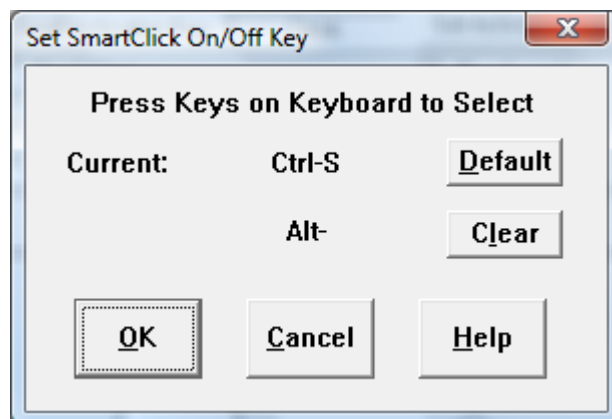 Set SmartClick On/Off Key
Press Keys on Keyboard to Select
Current: Ctrl-S Default
Alt- Clear
OK Cancel Help